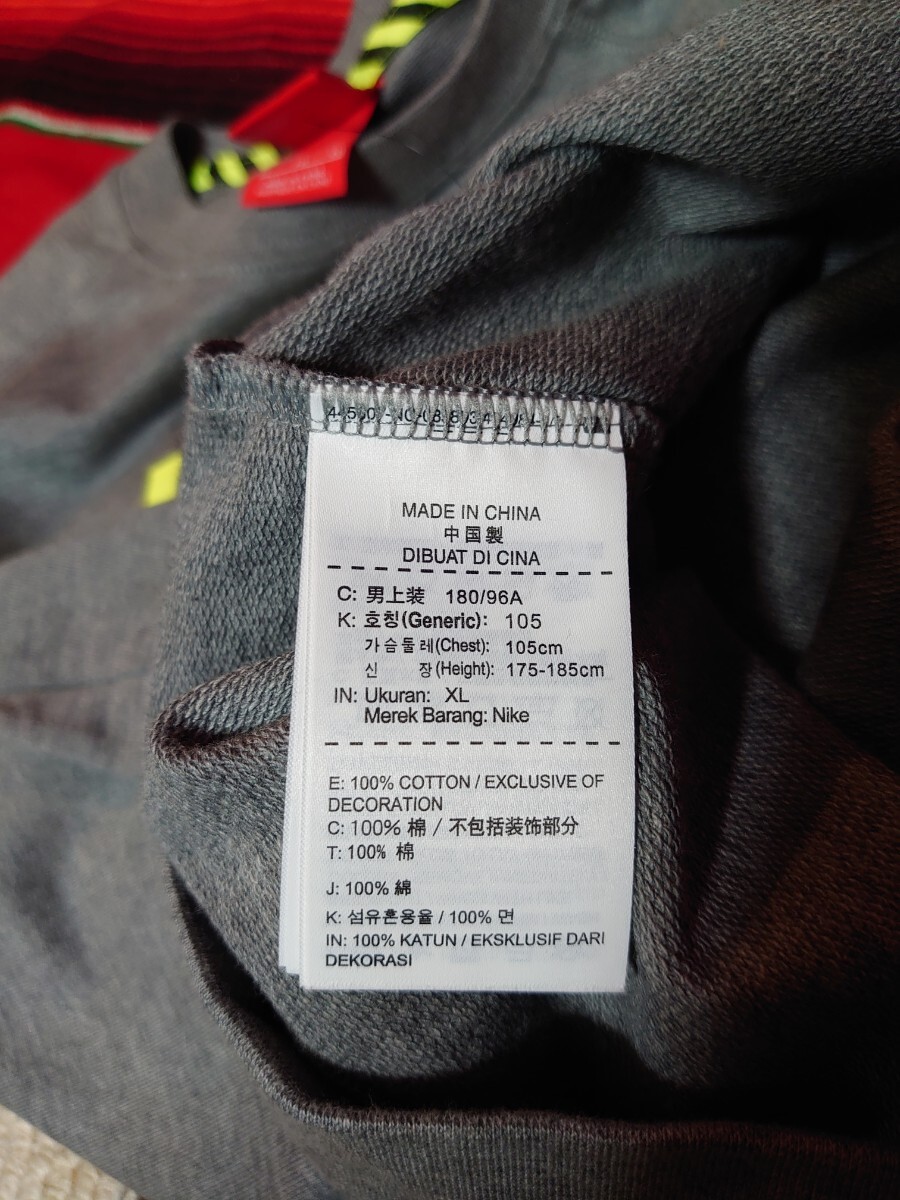 MADE IN CHINA
中国製
DIBUAT DI CINA
C: 男上装 180/96A
K: 호칭(Generic): 105
가슴둘레(Chest): 105cm
신 장(Height): 175-185cm
IN: Ukuran: XL
Merek Barang: Nike
E: 100% COTTON / EXCLUSIVE OF
DECORATION
C: 100% 棉 / 不包括装饰部分
T: 100% 棉
J: 100% 綿
K: 섬유혼용율 / 100% 면
IN: 100% KATUN / EKSKLUSIF DARI
DEKORASI